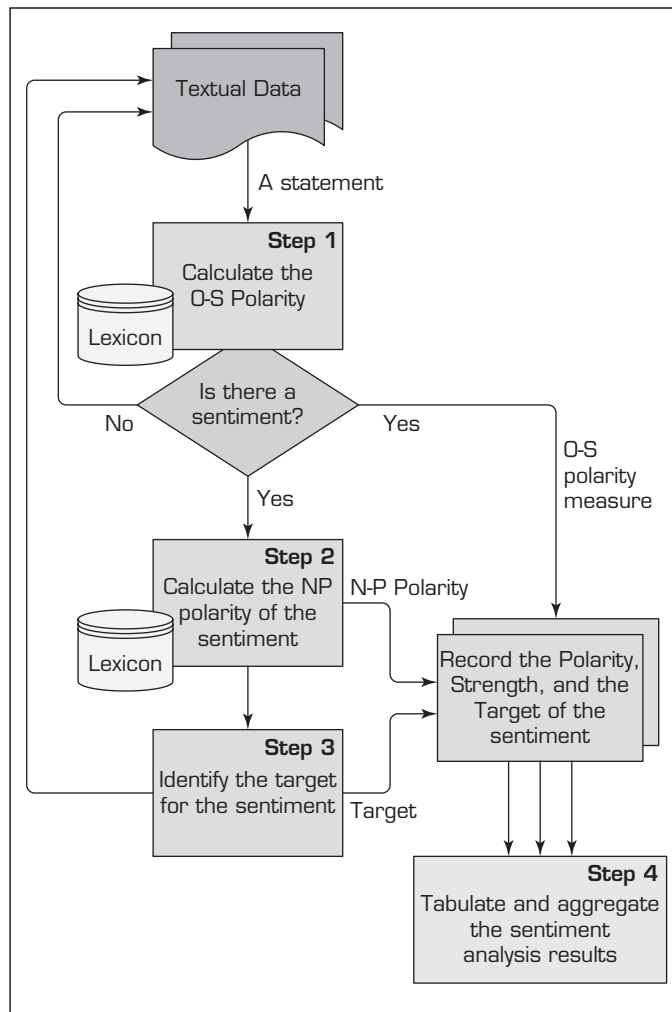 Textual Data
A statement
Step 1
Calculate the
O-S Polarity
Lexicon
Is there a
sentiment?
No
Yes
O-S
polarity
measure
Yes
Step 2
Calculate the NP
polarity of the
sentiment
N-P Polarity
Lexicon
Record the Polarity,
Strength, and the
Target of the
sentiment
Step 3
Identify the target
for the sentiment
Target
Step 4
Tabulate and aggregate
the sentiment
analysis results